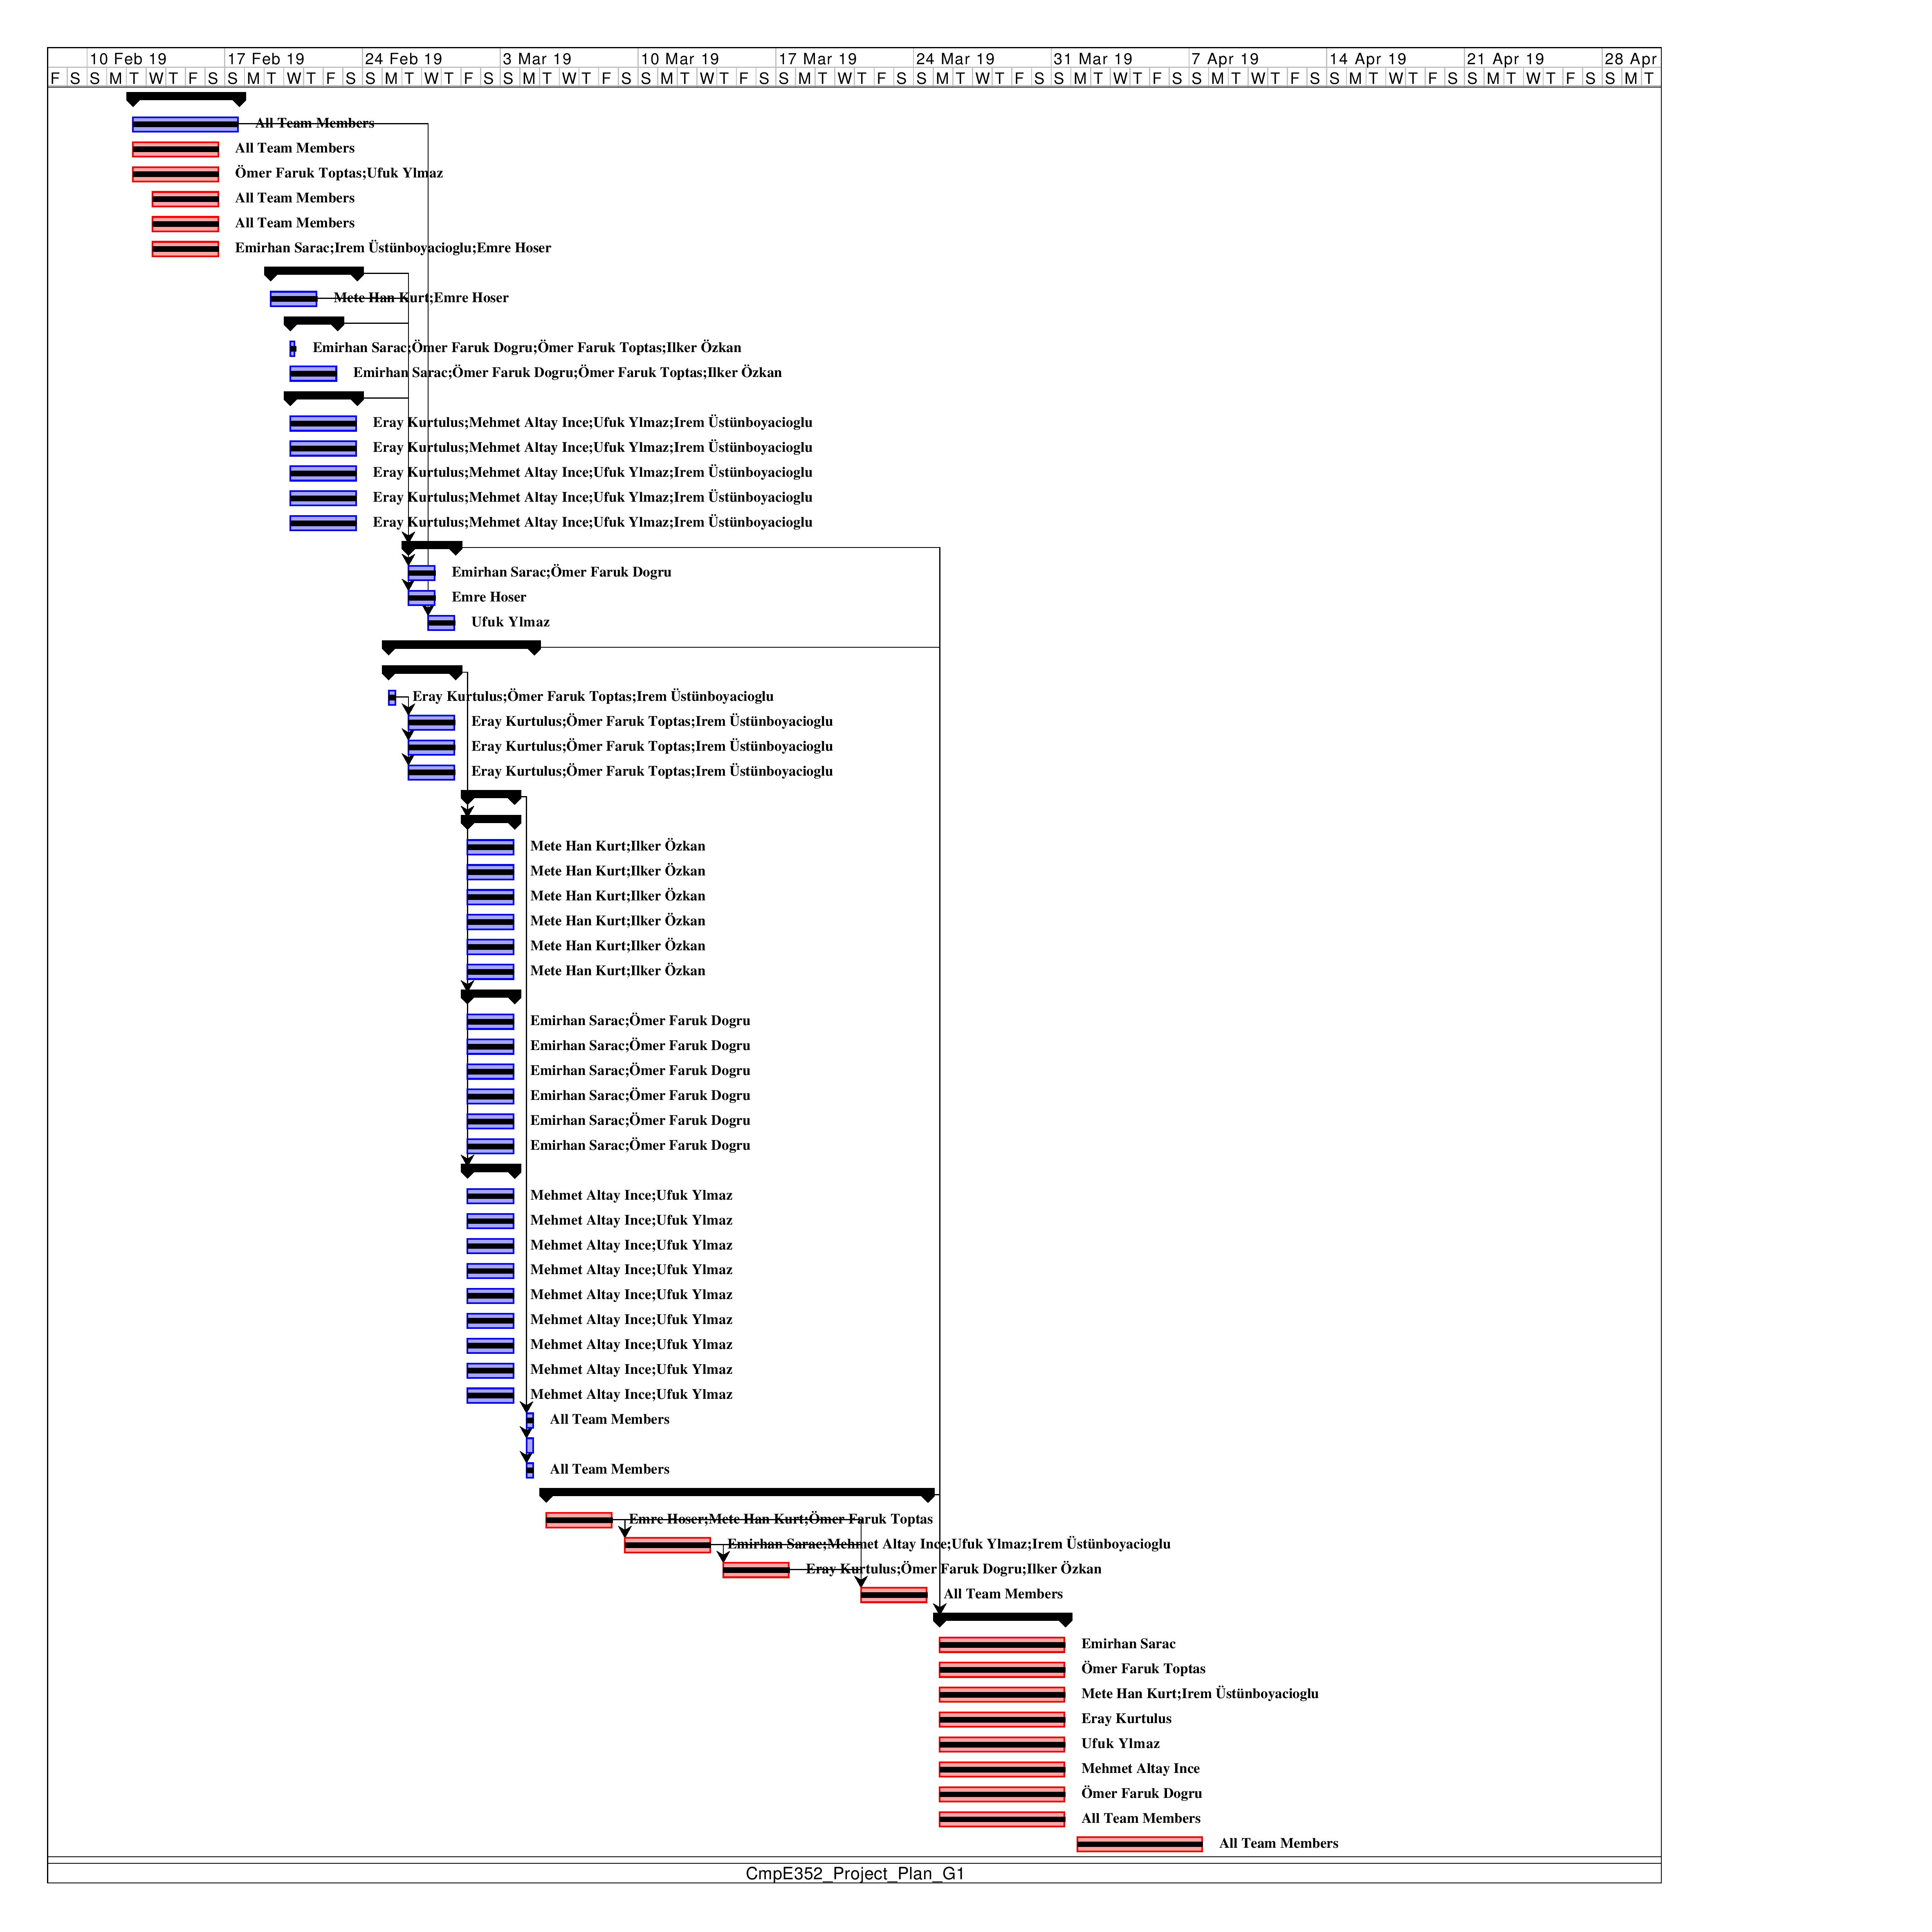 10 Feb 19 17 Feb 19 24 Feb 19 3 Mar 19 10 Mar 19 17 Mar 19 24 Mar 19 31 Mar 19 7 Apr 19 14 Apr 19 21 Apr 19 28 Apr
F S S M T W T F S S M T W T F S S M T W T F S S M T W T F S S M T W T F S S M T W T F S S M T W T F S S M T W T F S S M T W T F S S M T W T F S S M T W T F S S M T
All Team Members
All Team Members
Ömer Faruk Toptas;Ufuk Ylmaz
All Team Members
All Team Members
Emirhan Sarac;Irem Üstünboyacioglu;Emre Hoser
Mete Han Kurt;Emre Hoser
Emirhan Sarac;Ömer Faruk Dogru;Ömer Faruk Toptas;Ilker Özkan
Emirhan Sarac;Ömer Faruk Dogru;Ömer Faruk Toptas;Ilker Özkan
Eray Kurtulus;Mehmet Altay Ince;Ufuk Ylmaz;Irem Üstünboyacioglu
Eray Kurtulus;Mehmet Altay Ince;Ufuk Ylmaz;Irem Üstünboyacioglu
Eray Kurtulus;Mehmet Altay Ince;Ufuk Ylmaz;Irem Üstünboyacioglu
Eray Kurtulus;Mehmet Altay Ince;Ufuk Ylmaz;Irem Üstünboyacioglu
Eray Kurtulus;Mehmet Altay Ince;Ufuk Ylmaz;Irem Üstünboyacioglu
Emirhan Sarac;Ömer Faruk Dogru
Emre Hoser
Ufuk Ylmaz
Eray Kurtulus;Ömer Faruk Toptas;Irem Üstünboyacioglu
Eray Kurtulus;Ömer Faruk Toptas;Irem Üstünboyacioglu
Eray Kurtulus;Ömer Faruk Toptas;Irem Üstünboyacioglu
Eray Kurtulus;Ömer Faruk Toptas;Irem Üstünboyacioglu
Mete Han Kurt;Ilker Özkan
Mete Han Kurt;Ilker Özkan
Mete Han Kurt;Ilker Özkan
Mete Han Kurt;Ilker Özkan
Mete Han Kurt;Ilker Özkan
Mete Han Kurt;Ilker Özkan
Emirhan Sarac;Ömer Faruk Dogru
Emirhan Sarac;Ömer Faruk Dogru
Emirhan Sarac;Ömer Faruk Dogru
Emirhan Sarac;Ömer Faruk Dogru
Emirhan Sarac;Ömer Faruk Dogru
Emirhan Sarac;Ömer Faruk Dogru
Mehmet Altay Ince;Ufuk Ylmaz
Mehmet Altay Ince;Ufuk Ylmaz
Mehmet Altay Ince;Ufuk Ylmaz
Mehmet Altay Ince;Ufuk Ylmaz
Mehmet Altay Ince;Ufuk Ylmaz
Mehmet Altay Ince;Ufuk Ylmaz
Mehmet Altay Ince;Ufuk Ylmaz
Mehmet Altay Ince;Ufuk Ylmaz
Mehmet Altay Ince;Ufuk Ylmaz
All Team Members
All Team Members
Emre Hoser;Mete Han Kurt;Ömer Faruk Toptas
Emirhan Sarac;Mehmet Altay Ince;Ufuk Ylmaz;Irem Üstünboyacioglu
Eray Kurtulus;Ömer Faruk Dogru;Ilker Özkan
All Team Members
Emirhan Sarac
Ömer Faruk Toptas
Mete Han Kurt;Irem Üstünboyacioglu
Eray Kurtulus
Ufuk Ylmaz
Mehmet Altay Ince
Ömer Faruk Dogru
All Team Members
All Team Members
CmpE352_Project_Plan_G1